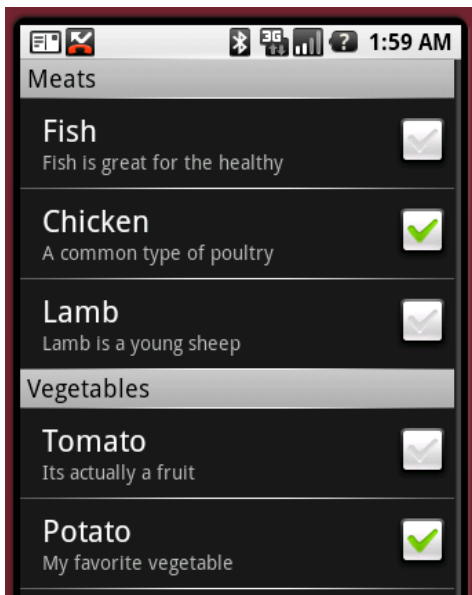 3G
? 1:59 AM
Meats
Fish
Fish is great for the healthy
Chicken
A common type of poultry
Lamb
Lamb is a young sheep
Vegetables
Tomato
Its actually a fruit
Potato
My favorite vegetable